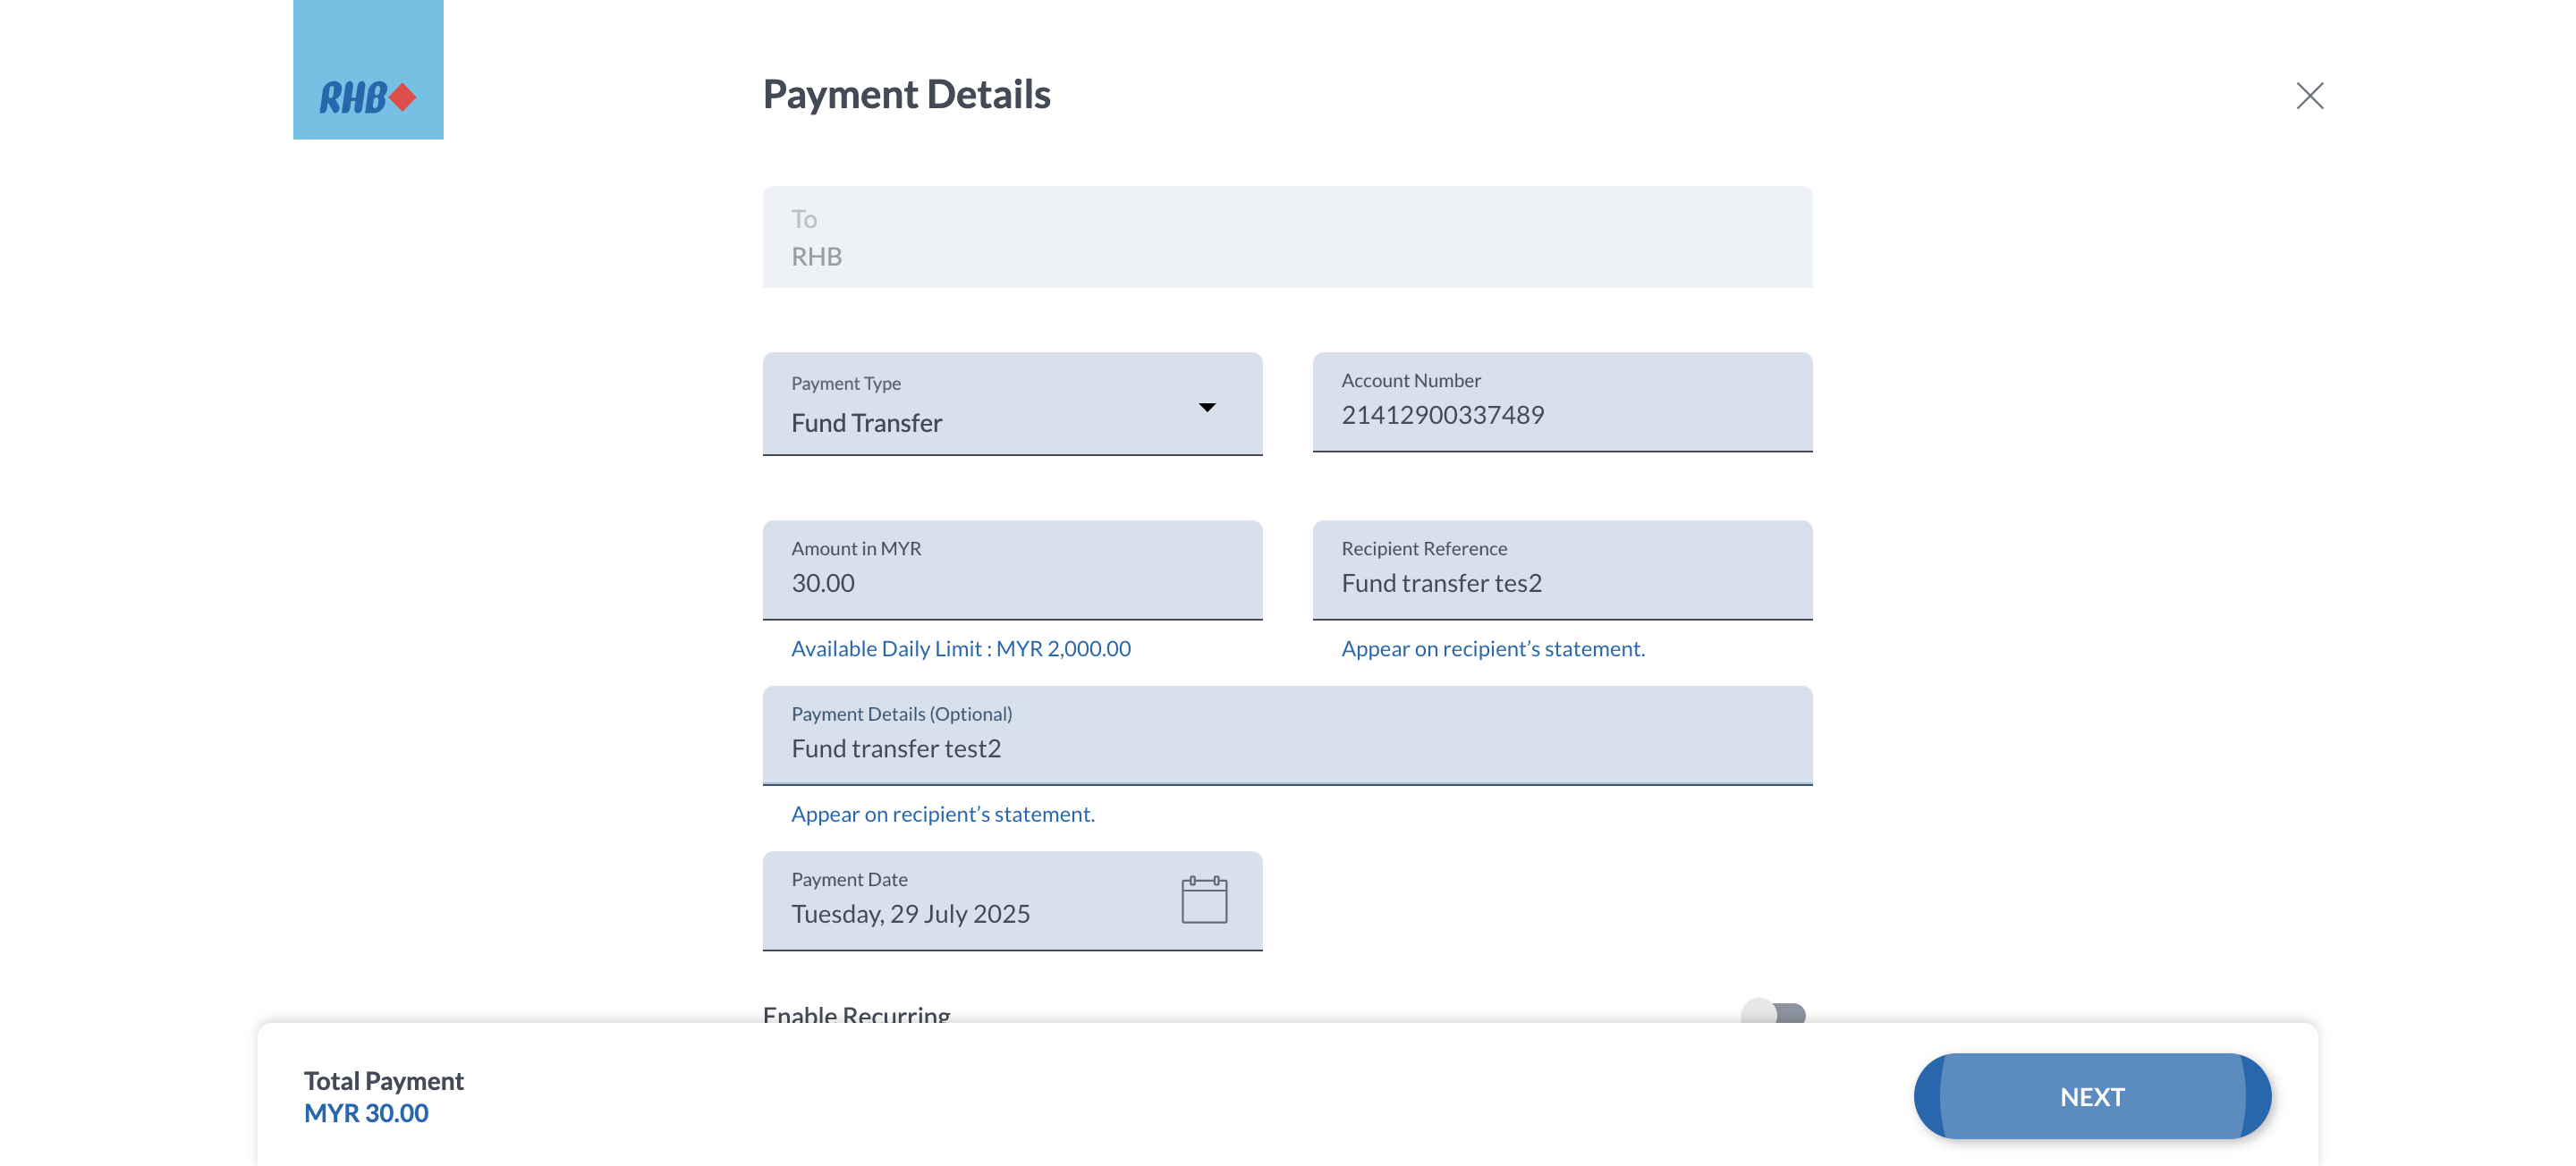 RHB
Payment Details
To
RHB
Payment Type
Fund Transfer
Account Number
21412900337489
Amount in MYR
30.00
Recipient Reference
Fund transfer tes2
Available Daily Limit : MYR 2,000.00
Appear on recipient’s statement.
Payment Details (Optional)
Fund transfer test2
Appear on recipient’s statement.
Payment Date
Tuesday, 29 July 2025
Enable Recurring
Total Payment
MYR 30.00
NEXT